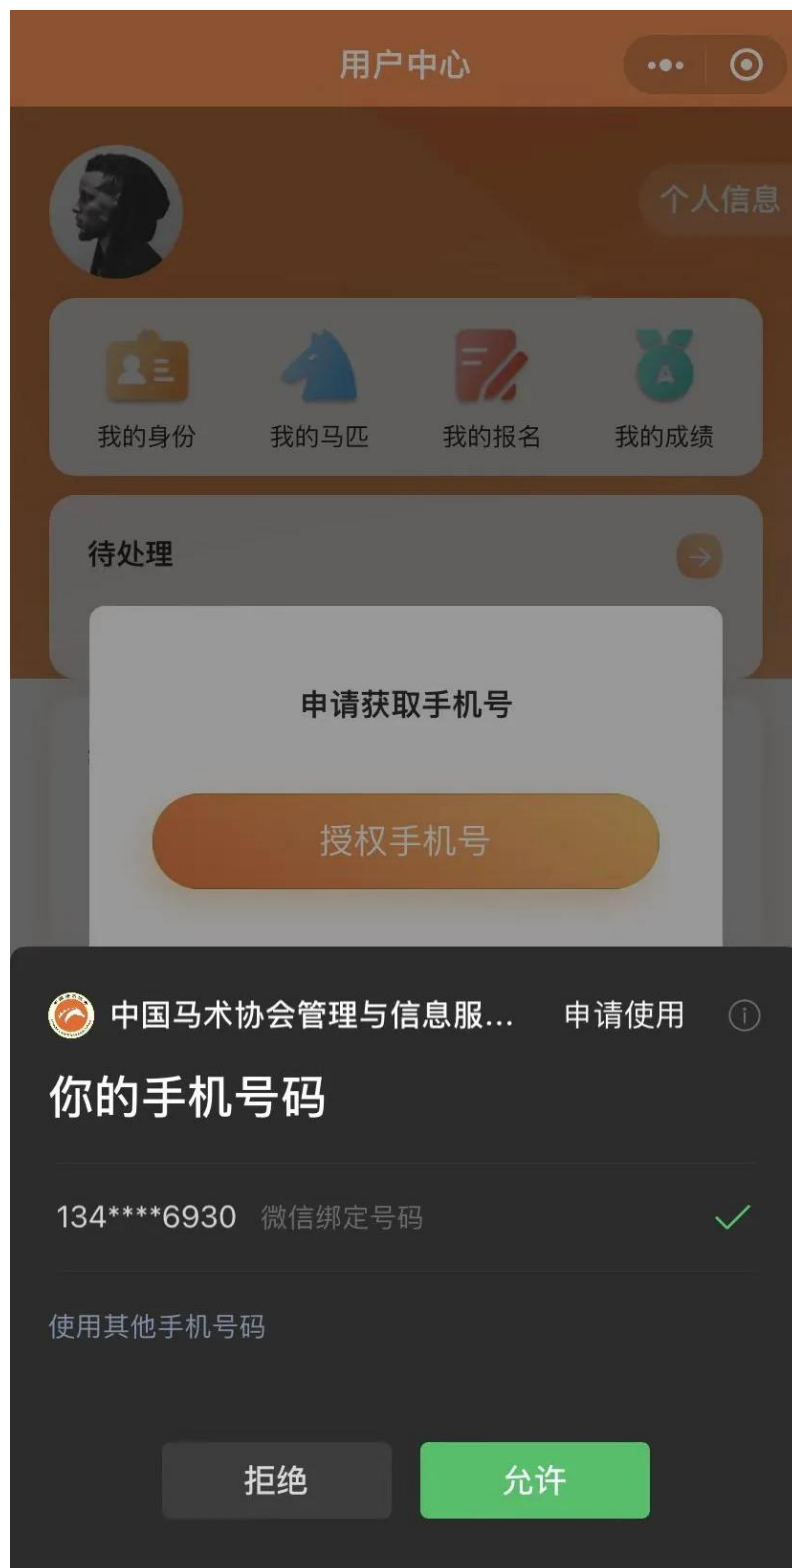 用户中心
个人信息
我的身份 我的马匹 我的报名 我的成绩
待处理
申请获取手机号
授权手机号
中国马术协会管理与信息服... 申请使用
你的手机号码
134****6930 微信绑定号码
使用其他手机号码
拒绝 允许